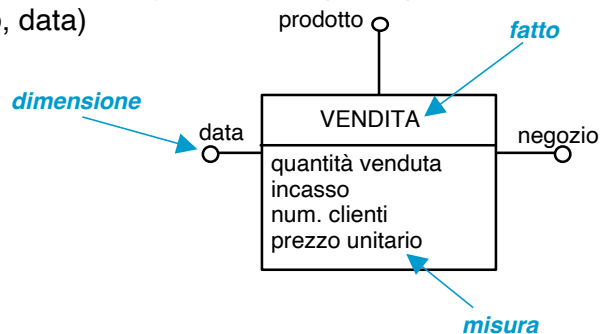 o, data)
prodotto
fatto
dimensione
data
VENDITA
negozio
quantità venduta
incasso
num. clienti
prezzo unitario
misura